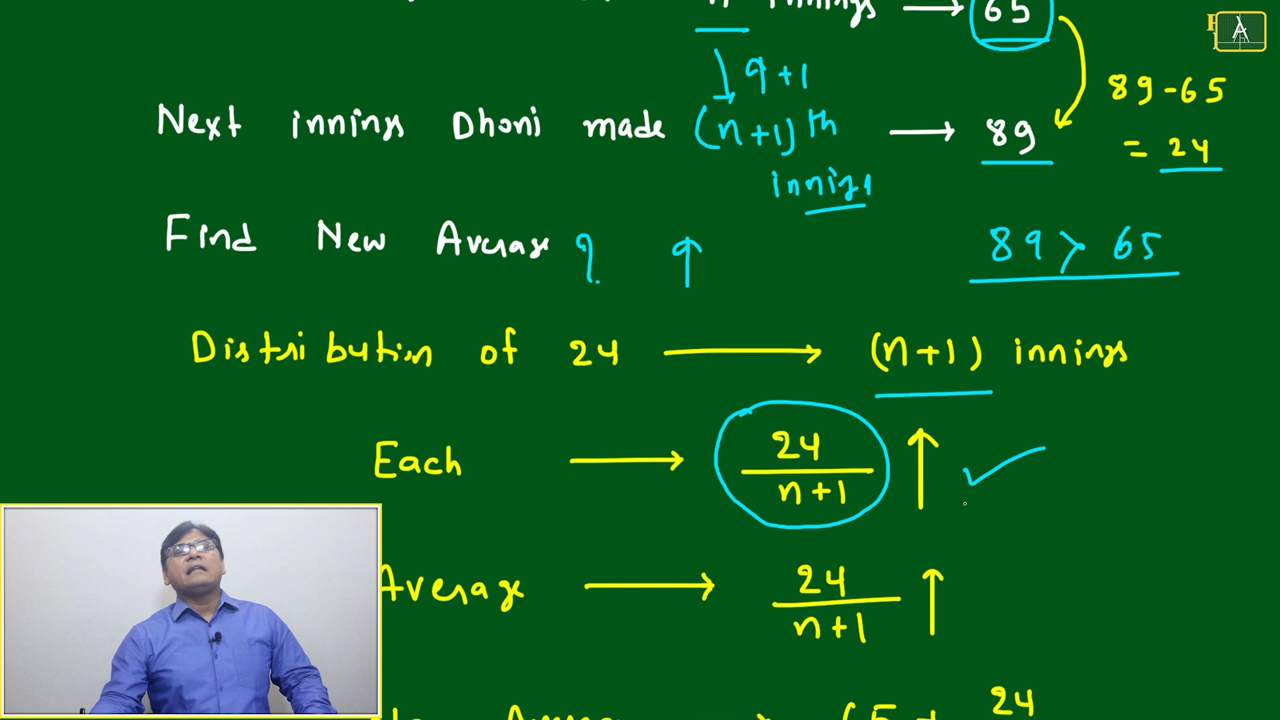 n innings → 65
↓ 9+1
89-65
Next innings Dhoni made (n+1)th → 89
= 24
innings
Find New Average ? ↑ 89 > 65
Distribution of 24 → (n+1) innings
Each → 24/n+1 ↑ ✓
Average → 24/n+1 ↑
24
A